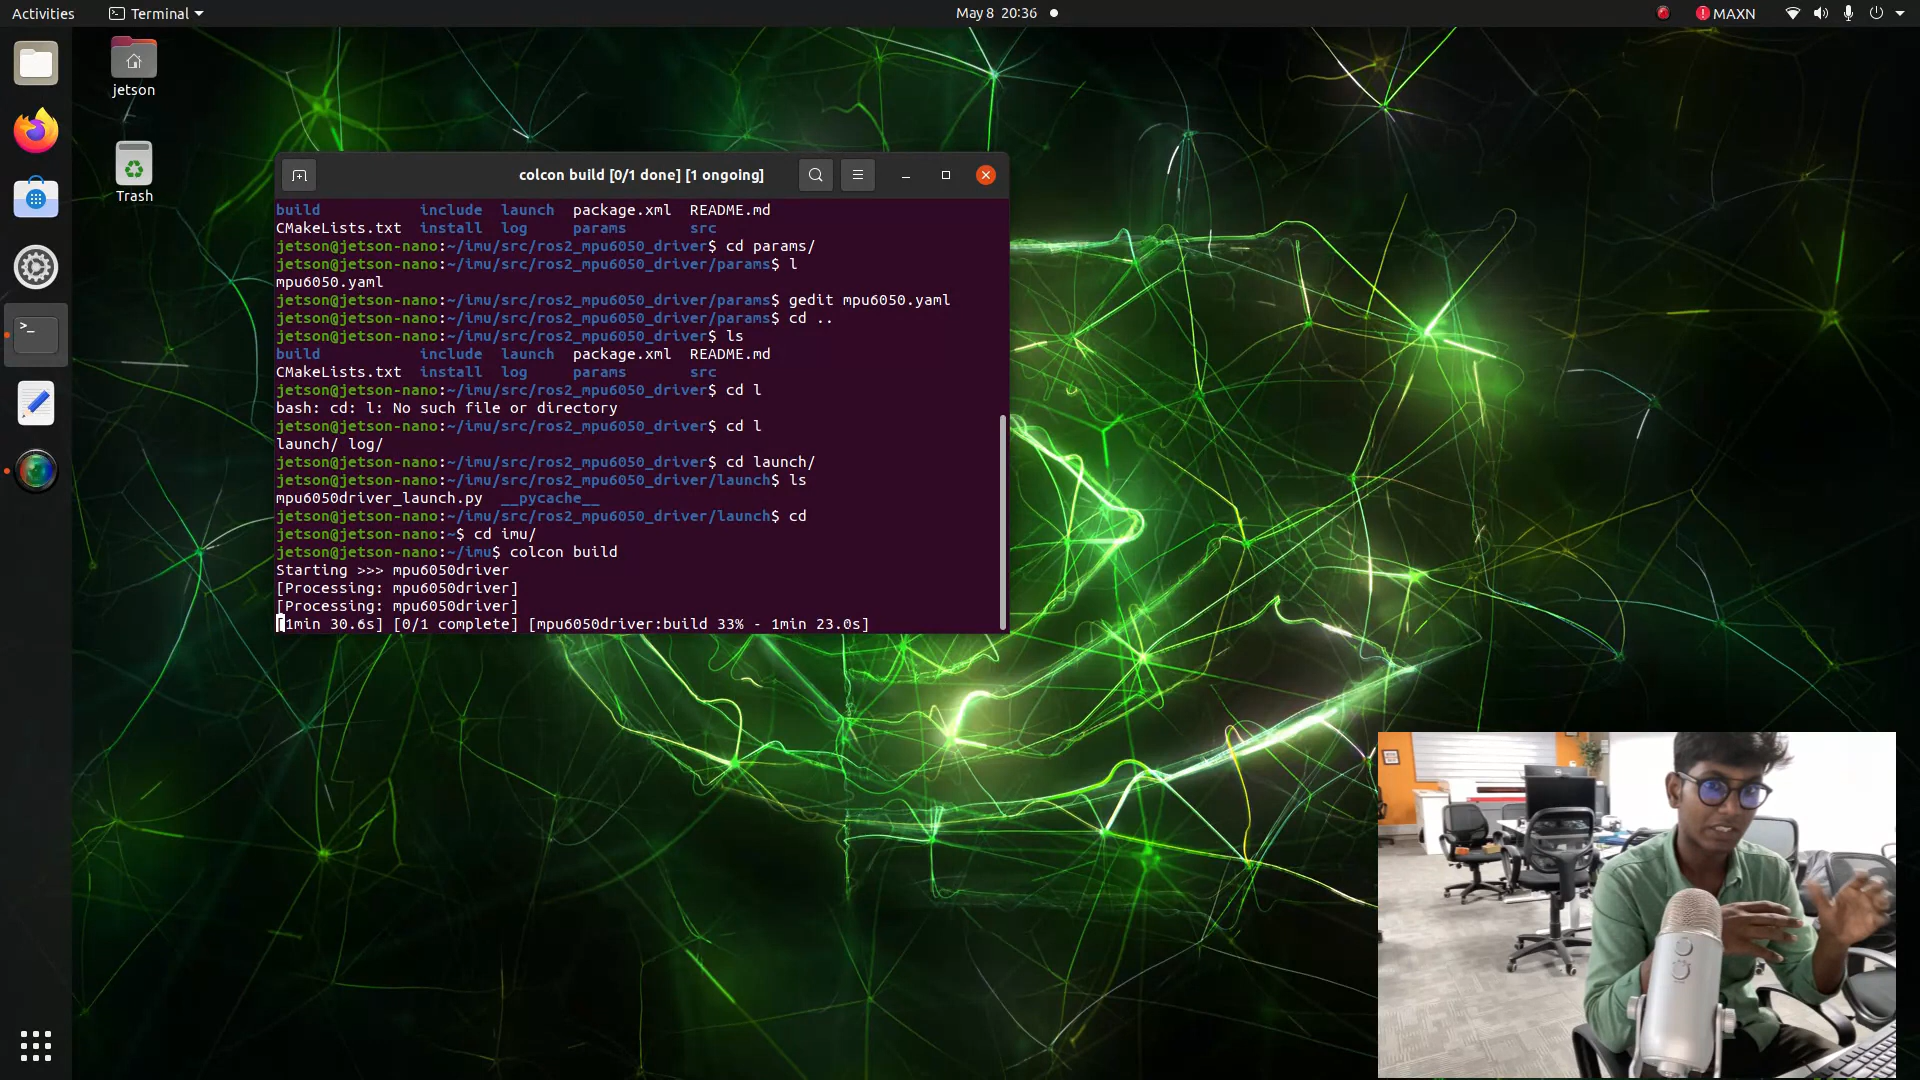 Activities
Terminal
May 8 20:36
MAXN
jetson
Trash
colcon build [0/1 done] [1 ongoing]
build include launch package.xml README.md
CMakeLists.txt install log params src
jetson@jetson-nano:~/imu/src/ros2_mpu6050_driver$ cd params/
jetson@jetson-nano:~/imu/src/ros2_mpu6050_driver/params$ l
mpu6050.yaml
jetson@jetson-nano:~/imu/src/ros2_mpu6050_driver/params$ gedit mpu6050.yaml
jetson@jetson-nano:~/imu/src/ros2_mpu6050_driver/params$ cd ..
jetson@jetson-nano:~/imu/src/ros2_mpu6050_driver$ ls
build include launch package.xml README.md
CMakeLists.txt install log params src
jetson@jetson-nano:~/imu/src/ros2_mpu6050_driver$ cd l
bash: cd: l: No such file or directory
jetson@jetson-nano:~/imu/src/ros2_mpu6050_driver$ cd l
launch/ log/
jetson@jetson-nano:~/imu/src/ros2_mpu6050_driver$ cd launch/
jetson@jetson-nano:~/imu/src/ros2_mpu6050_driver/launch$ ls
mpu6050driver_launch.py __pycache__
jetson@jetson-nano:~/imu/src/ros2_mpu6050_driver/launch$ cd
jetson@jetson-nano:~$ cd imu/
jetson@jetson-nano:~/imu$ colcon build
Starting >>> mpu6050driver
[Processing: mpu6050driver]
[Processing: mpu6050driver]
[1min 30.6s] [0/1 complete] [mpu6050driver:build 33% - 1min 23.0s]